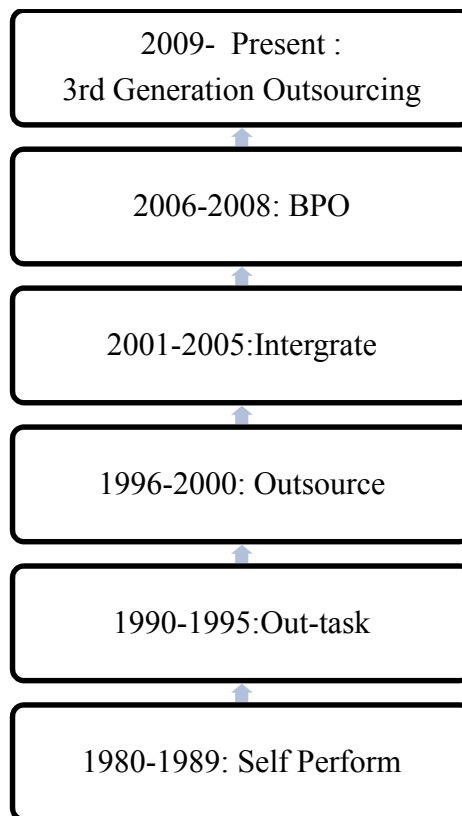 2009-  Present :
3rd Generation Outsourcing
2006-2008: BPO
2001-2005:Intergrate
1996-2000: Outsource
1990-1995:Out-task
1980-1989: Self Perform